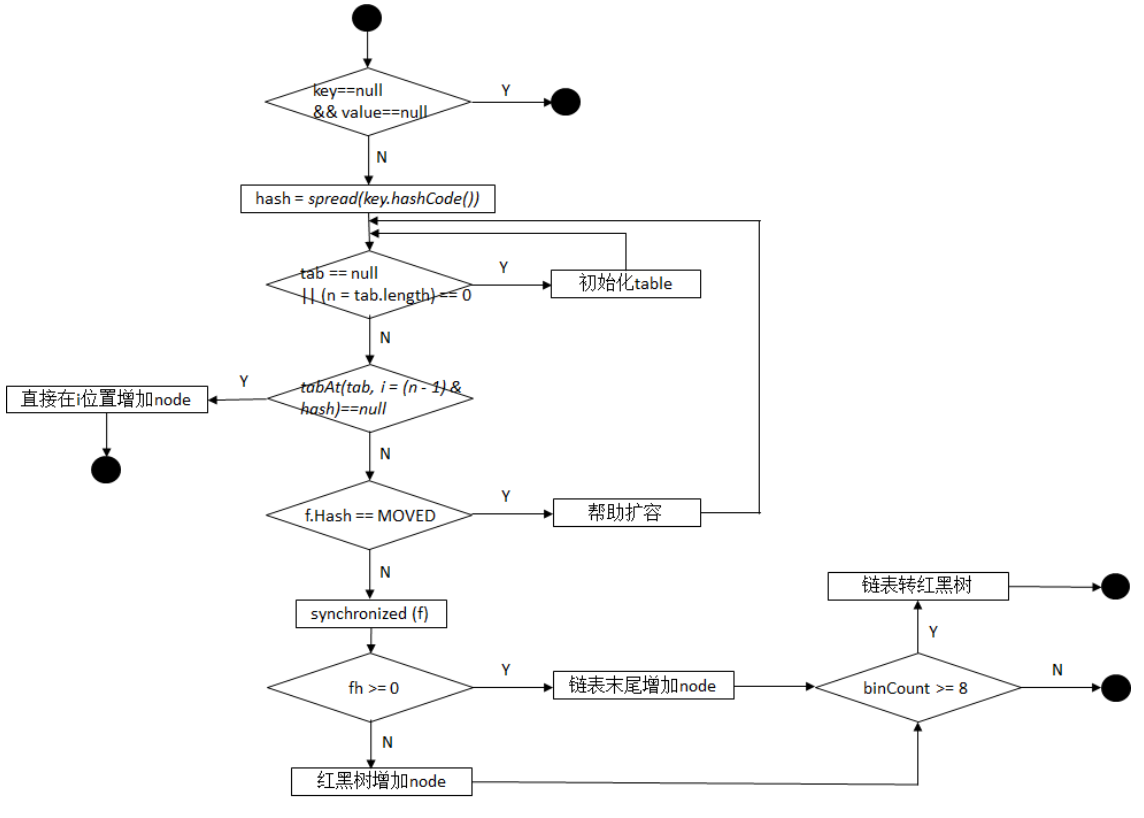 key==null
&& value==null
Y
N
hash = spread(key.hashCode())
tab == null
|| (n = tab.length) == 0
Y
初始化table
N
tabAt(tab, i = (n - 1) &
hash)==null
Y
直接在i位置增加node
N
f.Hash == MOVED
Y
帮助扩容
N
synchronized (f)
链表转红黑树
Y
fh >= 0
Y
链表末尾增加node
binCount >= 8
N
N
红黑树增加node